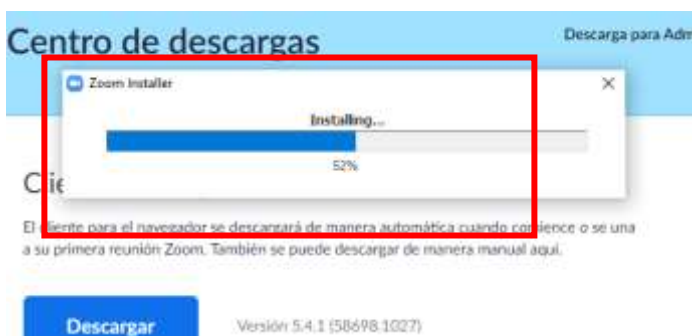 Centro de descargas
Descarga para Adm
Zoom Installer
Installing...
52%
Clie
El cliente para el navegador se descargará de manera automática cuando comience o se una
a su primera reunión Zoom. También se puede descargar de manera manual aquí.
Descargar
Versión 5.4.1 (58698.1027)